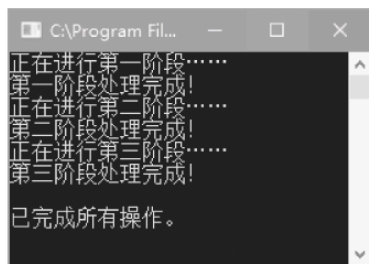 C:\Program Fil...
正在进行第一阶段……
第一阶段处理完成！
正在进行第二阶段……
第二阶段处理完成！
正在进行第三阶段……
第三阶段处理完成！
已完成所有操作。